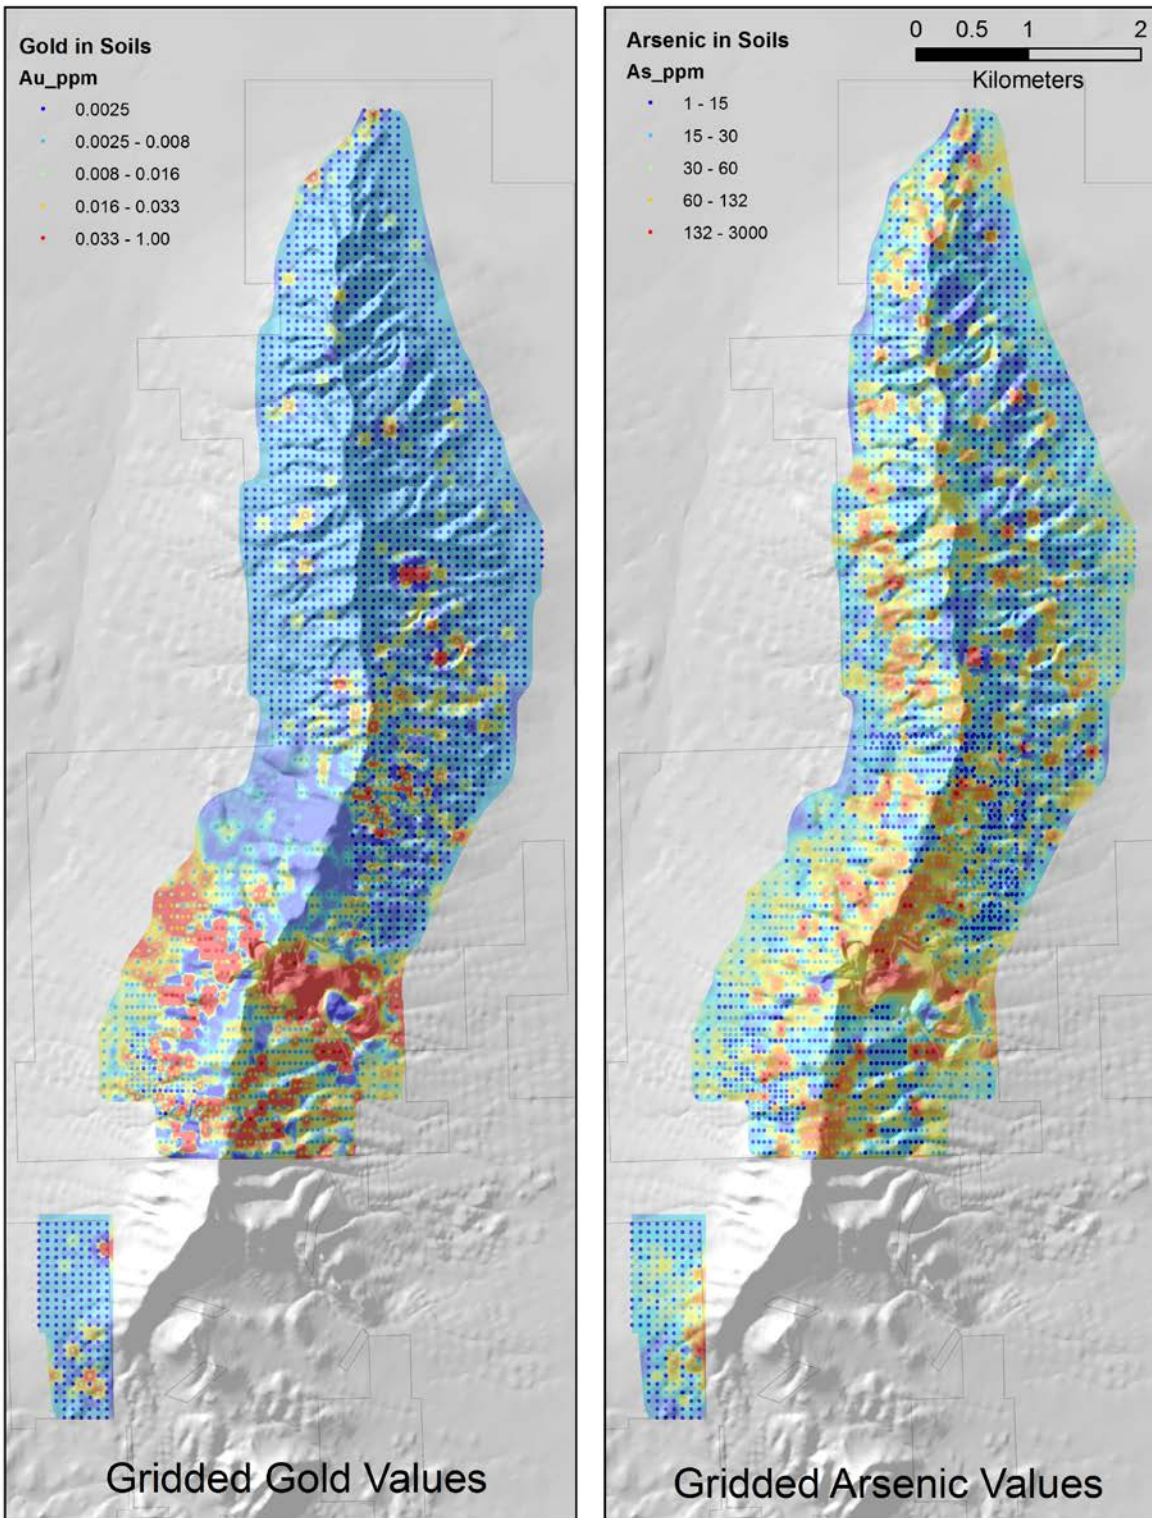 Gold in Soils
Au_ppm
0.0025
0.0025 - 0.008
0.008 - 0.016
0.016 - 0.033
0.033 - 1.00
Gridded Gold Values
Arsenic in Soils
As_ppm
1 - 15
15 - 30
30 - 60
60 - 132
132 - 3000
0 0.5 1 2
Kilometers
Gridded Arsenic Values